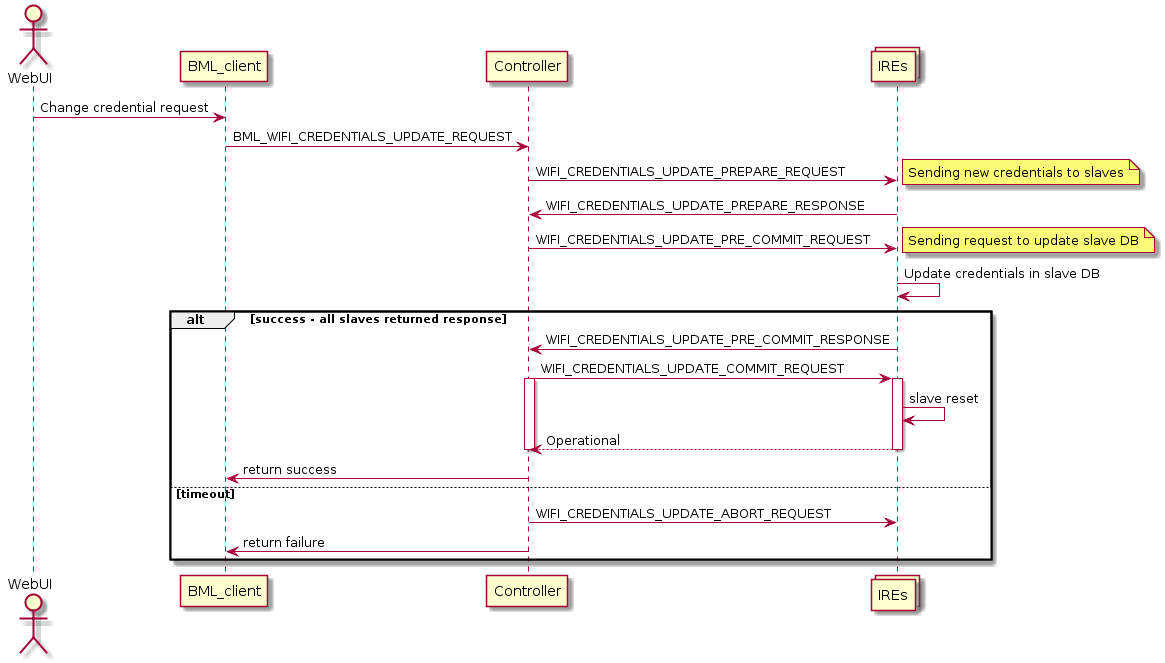 WebUI
BML_client
Controller
IREs
Change credential request
BML_WIFI_CREDENTIALS_UPDATE_REQUEST
WIFI_CREDENTIALS_UPDATE_PREPARE_REQUEST
Sending new credentials to slaves
WIFI_CREDENTIALS_UPDATE_PREPARE_RESPONSE
WIFI_CREDENTIALS_UPDATE_PRE_COMMIT_REQUEST
Sending request to update slave DB
Update credentials in slave DB
alt
[success - all slaves returned response]
WIFI_CREDENTIALS_UPDATE_PRE_COMMIT_RESPONSE
WIFI_CREDENTIALS_UPDATE_COMMIT_REQUEST
slave reset
Operational
return success
[timeout]
WIFI_CREDENTIALS_UPDATE_ABORT_REQUEST
return failure
WebUI
BML_client
Controller
IREs